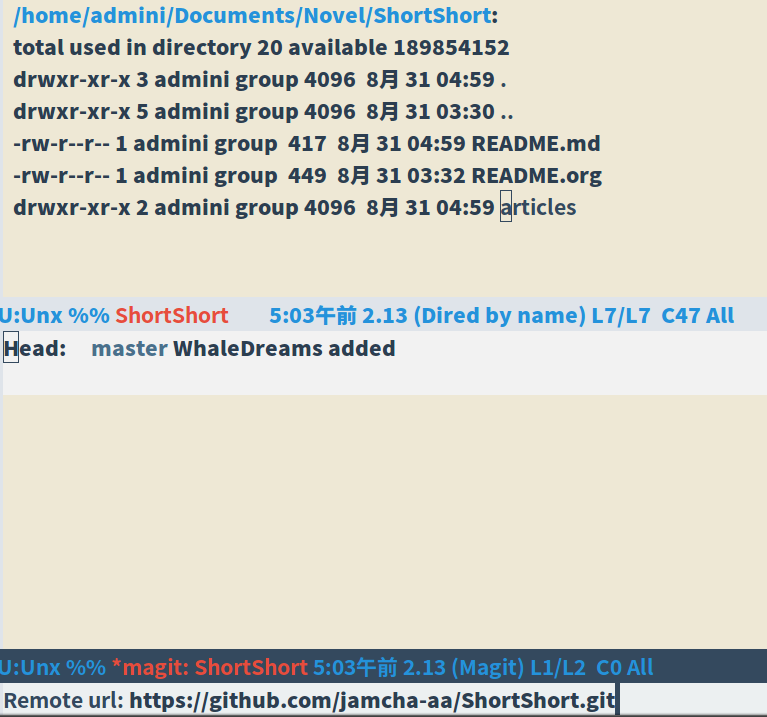 /home/admini/Documents/Novel/ShortShort:
total used in directory 20 available 189854152
drwxr-xr-x 3 admini group 4096  8月 31 04:59 .
drwxr-xr-x 5 admini group 4096  8月 31 03:30 ..
-rw-r--r-- 1 admini group  417  8月 31 04:59 README.md
-rw-r--r-- 1 admini group  449  8月 31 03:32 README.org
drwxr-xr-x 2 admini group 4096  8月 31 04:59 articles
U:Unx %% ShortShort 5:03午前 2.13 (Dired by name) L7/L7  C47 All
Head: master WhaleDreams added
U:Unx %% *magit: ShortShort 5:03午前 2.13 (Magit) L1/L2  C0 All
Remote url: https://github.com/jamcha-aa/ShortShort.git